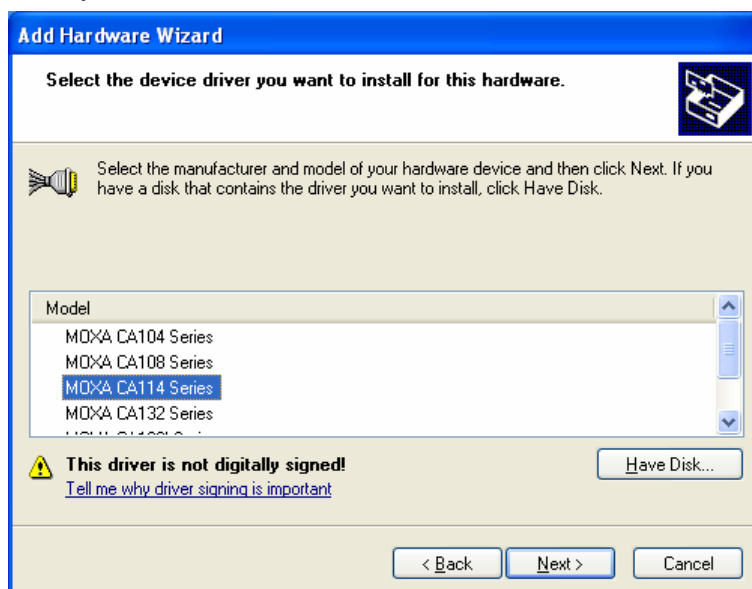 Add Hardware Wizard
Select the device driver you want to install for this hardware.
Select the manufacturer and model of your hardware device and then click Next. If you
have a disk that contains the driver you want to install, click Have Disk.
Model
MOXA CA104 Series
MOXA CA108 Series
MOXA CA114 Series
MOXA CA132 Series
This driver is not digitally signed!
Have Disk...
Tell me why driver signing is important
< Back
Next >
Cancel